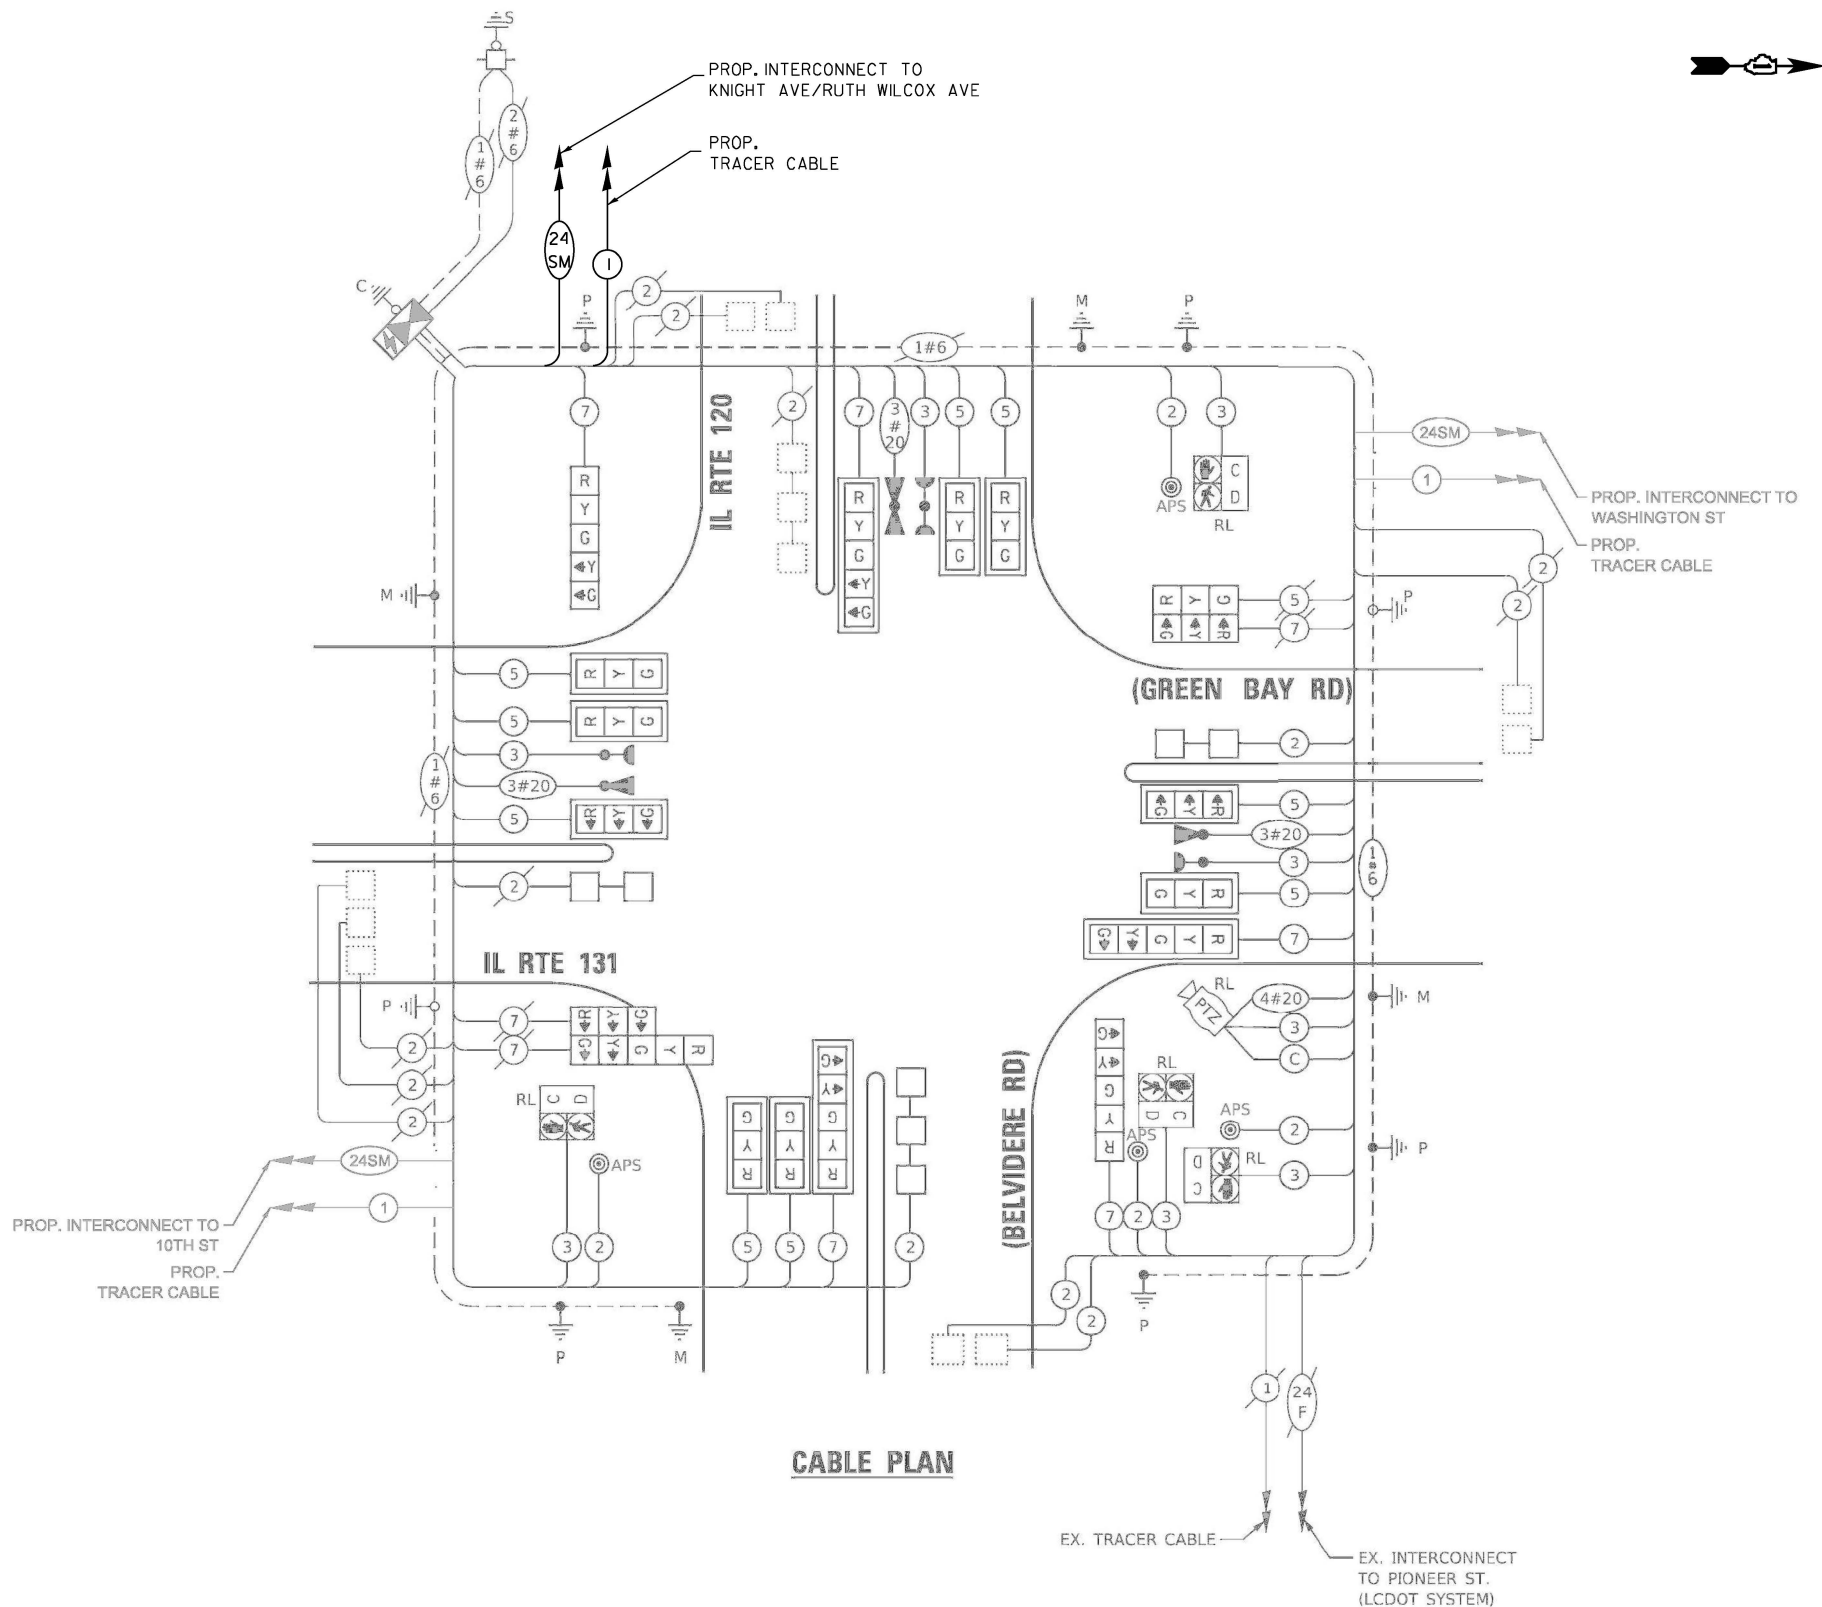 S
PROP. INTERCONNECT TO
KNIGHT AVE/RUTH WILCOX AVE
PROP.
TRACER CABLE
2
#
6
1
#
6
24
SM
1
C
2
2
P
M
P
1#6
7
2
7
3
#
20
3
5
5
2
3
IL RTE 120
R
Y
G
Y
G
R
Y
G
Y
G
R
Y
G
R
Y
G
APS
C
D
RL
24SM
1
PROP. INTERCONNECT TO
WASHINGTON ST
PROP.
TRACER CABLE
2
2
P
M
R Y G
G Y R
5
7
(GREEN BAY RD)
5
R Y G
5
R Y G
3
3#20
5
R Y G
1
#
6
2
2
G Y R
5
3#20
3
G Y R
5
G Y G Y R
7
1
#
6
IL RTE 131
P
7
R Y G
7
G Y G Y R
2
2
2
RL
PTZ
4#20
3
C
M
RL
C D
APS
3
2
24SM
1
PROP. INTERCONNECT TO
10TH ST
PROP.
TRACER CABLE
G
Y
R
G
Y
R
G
Y
G
Y
R
5
5
7
2
(BELVIDERE RD)
G
Y
G
Y
R
RL
D C
APS
APS
2
D
C
RL
3
P
7
2
3
2
2
P
M
P
1
24
F
CABLE PLAN
EX. TRACER CABLE
EX. INTERCONNECT
TO PIONEER ST.
(LCDOT SYSTEM)